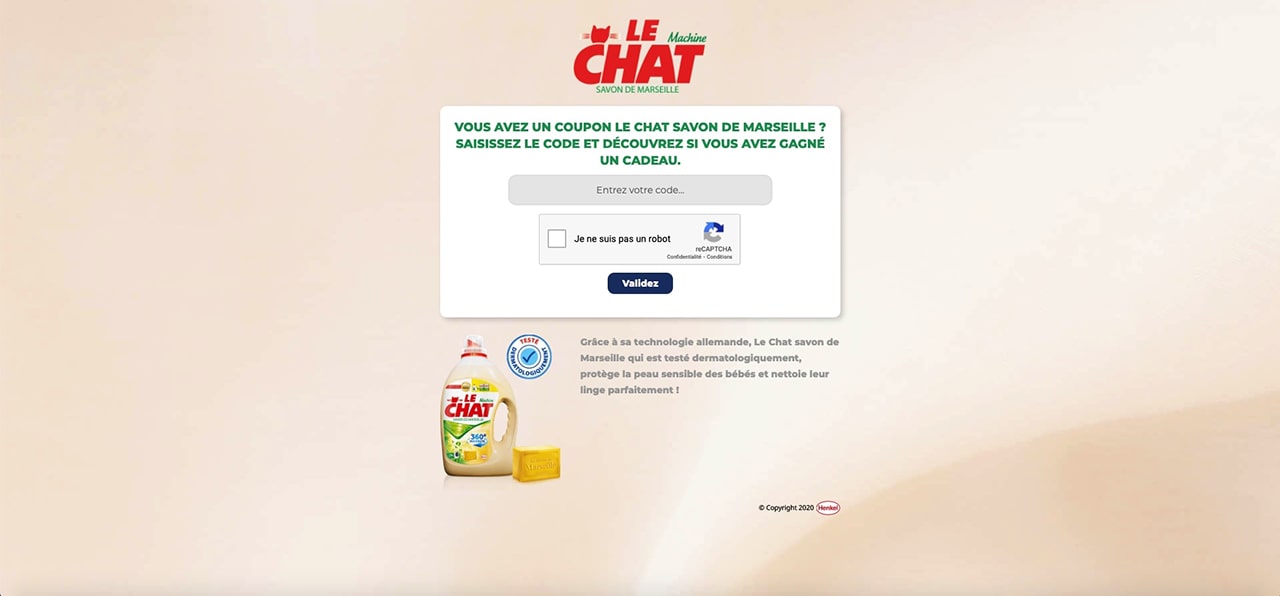 LE
Machine
CHAT
SAVON DE MARSEILLE
VOUS AVEZ UN COUPON LE CHAT SAVON DE MARSEILLE ?
SAISISSEZ LE CODE ET DÉCOUVREZ SI VOUS AVEZ GAGNÉ
UN CADEAU.
Entrez votre code...
Je ne suis pas un robot
reCAPTCHA
Confidentialité - Conditions
Validez
TESTÉ
DERMATOLOGIQUEMENT
Grâce à sa technologie allemande, Le Chat savon de
Marseille qui est testé dermatologiquement,
protège la peau sensible des bébés et nettoie leur
linge parfaitement !
LE
Machine
CHAT
360°
© Copyright 2020 Henkel